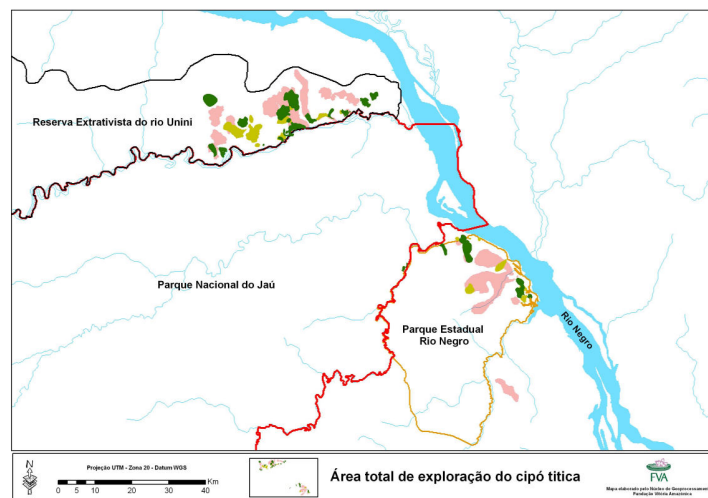 Reserva Extrativista do rio Unini
Parque Nacional do Jaú
Parque Estadual
Rio Negro
Rio Negro
N
Projeção UTM - Zona 20 - Datum WGS
Km
0 5 10 20 30 40
Área total de exploração do cipó titica
FVA
Mapa elaborado pelo Núcleo de Geoprocessamento
Fundação Vitória Amazônica